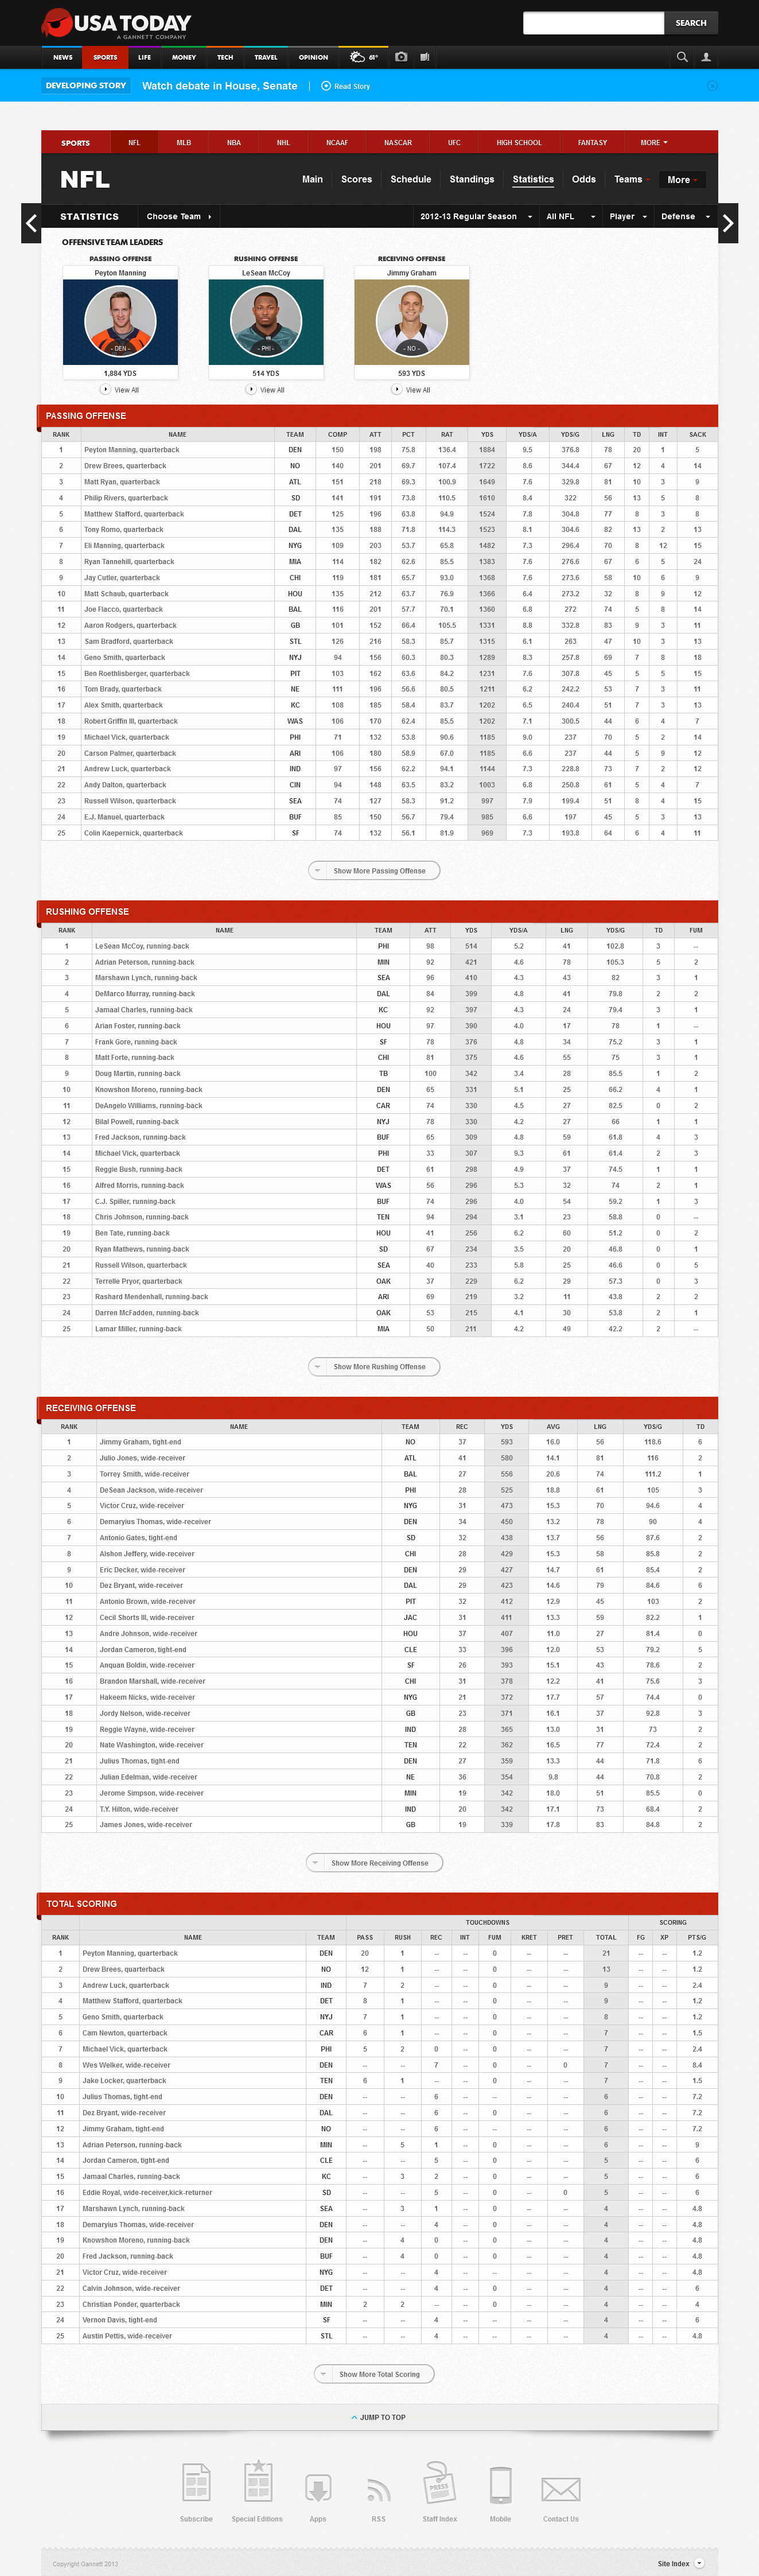 USA TODAY
A GANNETT COMPANY
SEARCH
NEWS SPORTS LIFE MONEY TECH TRAVEL OPINION 61°
DEVELOPING STORY Watch debate in House, Senate | Read Story
SPORTS NFL MLB NBA NHL NCAAF NASCAR UFC HIGH SCHOOL FANTASY MORE
NFL Main Scores Schedule Standings Statistics Odds Teams More
STATISTICS Choose Team 2012-13 Regular Season All NFL Player Defense
OFFENSIVE TEAM LEADERS
PASSING OFFENSE RUSHING OFFENSE RECEIVING OFFENSE
Peyton Manning LeSean McCoy Jimmy Graham
- DEN - - PHI - - NO -
1,884 YDS 514 YDS 593 YDS
View All View All View All
PASSING OFFENSE
RANK NAME TEAM COMP ATT PCT RAT YDS YDS/A YDS/G LNG TD INT SACK
1 Peyton Manning, quarterback DEN 150 198 75.8 136.4 1884 9.5 376.8 78 20 1 5
2 Drew Brees, quarterback NO 140 201 69.7 107.4 1722 8.6 344.4 67 12 4 14
3 Matt Ryan, quarterback ATL 151 218 69.3 100.9 1649 7.6 329.8 81 10 3 9
4 Philip Rivers, quarterback SD 141 191 73.8 110.5 1610 8.4 322 56 13 5 8
5 Matthew Stafford, quarterback DET 125 196 63.8 94.9 1524 7.8 304.8 77 8 3 8
6 Tony Romo, quarterback DAL 135 188 71.8 114.3 1523 8.1 304.6 82 13 2 13
7 Eli Manning, quarterback NYG 109 203 53.7 65.8 1482 7.3 296.4 70 8 12 15
8 Ryan Tannehill, quarterback MIA 114 182 62.6 85.5 1383 7.6 276.6 67 6 5 24
9 Jay Cutler, quarterback CHI 119 181 65.7 93.0 1368 7.6 273.6 58 10 6 9
10 Matt Schaub, quarterback HOU 135 212 63.7 76.9 1366 6.4 273.2 32 8 9 12
11 Joe Flacco, quarterback BAL 116 201 57.7 70.1 1360 6.8 272 74 5 8 14
12 Aaron Rodgers, quarterback GB 101 152 66.4 105.5 1331 8.8 332.8 83 9 3 11
13 Sam Bradford, quarterback STL 126 216 58.3 85.7 1315 6.1 263 47 10 3 13
14 Geno Smith, quarterback NYJ 94 156 60.3 80.3 1289 8.3 257.8 69 7 8 18
15 Ben Roethlisberger, quarterback PIT 103 162 63.6 84.2 1231 7.6 307.8 45 5 5 15
16 Tom Brady, quarterback NE 111 196 56.6 80.5 1211 6.2 242.2 53 7 3 11
17 Alex Smith, quarterback KC 108 185 58.4 83.7 1202 6.5 240.4 51 7 3 13
18 Robert Griffin III, quarterback WAS 106 170 62.4 85.5 1202 7.1 300.5 44 6 4 7
19 Michael Vick, quarterback PHI 71 132 53.8 90.6 1185 9.0 237 70 5 2 14
20 Carson Palmer, quarterback ARI 106 180 58.9 67.0 1185 6.6 237 44 5 9 12
21 Andrew Luck, quarterback IND 97 156 62.2 94.1 1144 7.3 228.8 73 7 2 12
22 Andy Dalton, quarterback CIN 94 148 63.5 83.2 1003 6.8 250.8 61 5 4 7
23 Russell Wilson, quarterback SEA 74 127 58.3 91.2 997 7.9 199.4 51 8 4 15
24 E.J. Manuel, quarterback BUF 85 150 56.7 79.4 985 6.6 197 45 5 3 13
25 Colin Kaepernick, quarterback SF 74 132 56.1 81.9 969 7.3 193.8 64 6 4 11
Show More Passing Offense
RUSHING OFFENSE
RANK NAME TEAM ATT YDS YDS/A LNG YDS/G TD FUM
1 LeSean McCoy, running-back PHI 98 514 5.2 41 102.8 3 --
2 Adrian Peterson, running-back MIN 92 421 4.6 78 105.3 5 2
3 Marshawn Lynch, running-back SEA 96 410 4.3 43 82 3 1
4 DeMarco Murray, running-back DAL 84 399 4.8 41 79.8 2 2
5 Jamaal Charles, running-back KC 92 397 4.3 24 79.4 3 1
6 Arian Foster, running-back HOU 97 390 4.0 17 78 1 --
7 Frank Gore, running-back SF 78 376 4.8 34 75.2 3 1
8 Matt Forte, running-back CHI 81 375 4.6 55 75 3 1
9 Doug Martin, running-back TB 100 342 3.4 28 85.5 1 2
10 Knowshon Moreno, running-back DEN 65 331 5.1 25 66.2 4 1
11 DeAngelo Williams, running-back CAR 74 330 4.5 27 82.5 0 2
12 Bilal Powell, running-back NYJ 78 330 4.2 27 66 1 1
13 Fred Jackson, running-back BUF 65 309 4.8 59 61.8 4 3
14 Michael Vick, quarterback PHI 33 307 9.3 61 61.4 2 3
15 Reggie Bush, running-back DET 61 298 4.9 37 74.5 1 1
16 Alfred Morris, running-back WAS 56 296 5.3 32 74 2 1
17 C.J. Spiller, running-back BUF 74 296 4.0 54 59.2 1 3
18 Chris Johnson, running-back TEN 94 294 3.1 23 58.8 0 --
19 Ben Tate, running-back HOU 41 256 6.2 60 51.2 0 2
20 Ryan Mathews, running-back SD 67 234 3.5 20 46.8 0 1
21 Russell Wilson, quarterback SEA 40 233 5.8 25 46.6 0 5
22 Terrelle Pryor, quarterback OAK 37 229 6.2 29 57.3 0 3
23 Rashard Mendenhall, running-back ARI 69 219 3.2 11 43.8 2 2
24 Darren McFadden, running-back OAK 53 215 4.1 30 53.8 2 1
25 Lamar Miller, running-back MIA 50 211 4.2 49 42.2 2 --
Show More Rushing Offense
RECEIVING OFFENSE
RANK NAME TEAM REC YDS AVG LNG YDS/G TD
1 Jimmy Graham, tight-end NO 37 593 16.0 56 118.6 6
2 Julio Jones, wide-receiver ATL 41 580 14.1 81 116 2
3 Torrey Smith, wide-receiver BAL 27 556 20.6 74 111.2 1
4 DeSean Jackson, wide-receiver PHI 28 525 18.8 61 105 3
5 Victor Cruz, wide-receiver NYG 31 473 15.3 70 94.6 4
6 Demaryius Thomas, wide-receiver DEN 34 450 13.2 78 90 4
7 Antonio Gates, tight-end SD 32 438 13.7 56 87.6 2
8 Alshon Jeffery, wide-receiver CHI 28 429 15.3 58 85.8 2
9 Eric Decker, wide-receiver DEN 29 427 14.7 61 85.4 2
10 Dez Bryant, wide-receiver DAL 29 423 14.6 79 84.6 6
11 Antonio Brown, wide-receiver PIT 32 412 12.9 45 103 2
12 Cecil Shorts III, wide-receiver JAC 31 411 13.3 59 82.2 1
13 Andre Johnson, wide-receiver HOU 37 407 11.0 27 81.4 0
14 Jordan Cameron, tight-end CLE 33 396 12.0 53 79.2 5
15 Anquan Boldin, wide-receiver SF 26 393 15.1 43 78.6 2
16 Brandon Marshall, wide-receiver CHI 31 378 12.2 41 75.6 3
17 Hakeem Nicks, wide-receiver NYG 21 372 17.7 57 74.4 0
18 Jordy Nelson, wide-receiver GB 23 371 16.1 37 92.8 3
19 Reggie Wayne, wide-receiver IND 28 365 13.0 31 73 2
20 Nate Washington, wide-receiver TEN 22 362 16.5 77 72.4 2
21 Julius Thomas, tight-end DEN 27 359 13.3 44 71.8 6
22 Julian Edelman, wide-receiver NE 36 354 9.8 44 70.8 2
23 Jerome Simpson, wide-receiver MIN 19 342 18.0 51 85.5 0
24 T.Y. Hilton, wide-receiver IND 20 342 17.1 73 68.4 2
25 James Jones, wide-receiver GB 19 339 17.8 83 84.8 2
Show More Receiving Offense
TOTAL SCORING
TOUCHDOWNS SCORING
RANK NAME TEAM PASS RUSH REC INT FUM KRET PRET TOTAL FG XP PTS/G
1 Peyton Manning, quarterback DEN 20 1 -- -- 0 -- -- 21 -- -- 1.2
2 Drew Brees, quarterback NO 12 1 -- -- 0 -- -- 13 -- -- 1.2
3 Andrew Luck, quarterback IND 7 2 -- -- 0 -- -- 9 -- -- 2.4
4 Matthew Stafford, quarterback DET 8 1 -- -- 0 -- -- 9 -- -- 1.2
5 Geno Smith, quarterback NYJ 7 1 -- -- 0 -- -- 8 -- -- 1.2
6 Cam Newton, quarterback CAR 6 1 -- -- 0 -- -- 7 -- -- 1.5
7 Michael Vick, quarterback PHI 5 2 0 -- 0 -- -- 7 -- -- 2.4
8 Wes Welker, wide-receiver DEN -- -- 7 -- 0 -- 0 7 -- -- 8.4
9 Jake Locker, quarterback TEN 6 1 -- -- 0 -- -- 7 -- -- 1.5
10 Julius Thomas, tight-end DEN -- -- 6 -- 0 -- -- 6 -- -- 7.2
11 Dez Bryant, wide-receiver DAL -- -- 6 -- 0 -- -- 6 -- -- 7.2
12 Jimmy Graham, tight-end NO -- -- 6 -- -- -- -- 6 -- -- 7.2
13 Adrian Peterson, running-back MIN -- 5 1 -- 0 -- -- 6 -- -- 9
14 Jordan Cameron, tight-end CLE -- -- 5 -- 0 -- -- 5 -- -- 6
15 Jamaal Charles, running-back KC -- 3 2 -- 0 -- -- 5 -- -- 6
16 Eddie Royal, wide-receiver,kick-returner SD -- -- 5 -- 0 -- 0 5 -- -- 6
17 Marshawn Lynch, running-back SEA -- 3 1 -- 0 -- -- 4 -- -- 4.8
18 Demaryius Thomas, wide-receiver DEN -- -- 4 -- 0 -- -- 4 -- -- 4.8
19 Knowshon Moreno, running-back DEN -- 4 0 -- 0 -- -- 4 -- -- 4.8
20 Fred Jackson, running-back BUF -- 4 0 -- 0 -- -- 4 -- -- 4.8
21 Victor Cruz, wide-receiver NYG -- -- 4 -- -- -- -- 4 -- -- 4.8
22 Calvin Johnson, wide-receiver DET -- -- 4 -- 0 -- -- 4 -- -- 6
23 Christian Ponder, quarterback MIN 2 2 -- -- 0 -- -- 4 -- -- 4
24 Vernon Davis, tight-end SF -- -- 4 -- -- -- -- 4 -- -- 6
25 Austin Pettis, wide-receiver STL -- -- 4 -- 0 -- -- 4 -- -- 4.8
Show More Total Scoring
JUMP TO TOP
PRESS
Subscribe Special Editions Apps RSS Staff Index Mobile Contact Us
Copyright Gannett 2013 Site Index